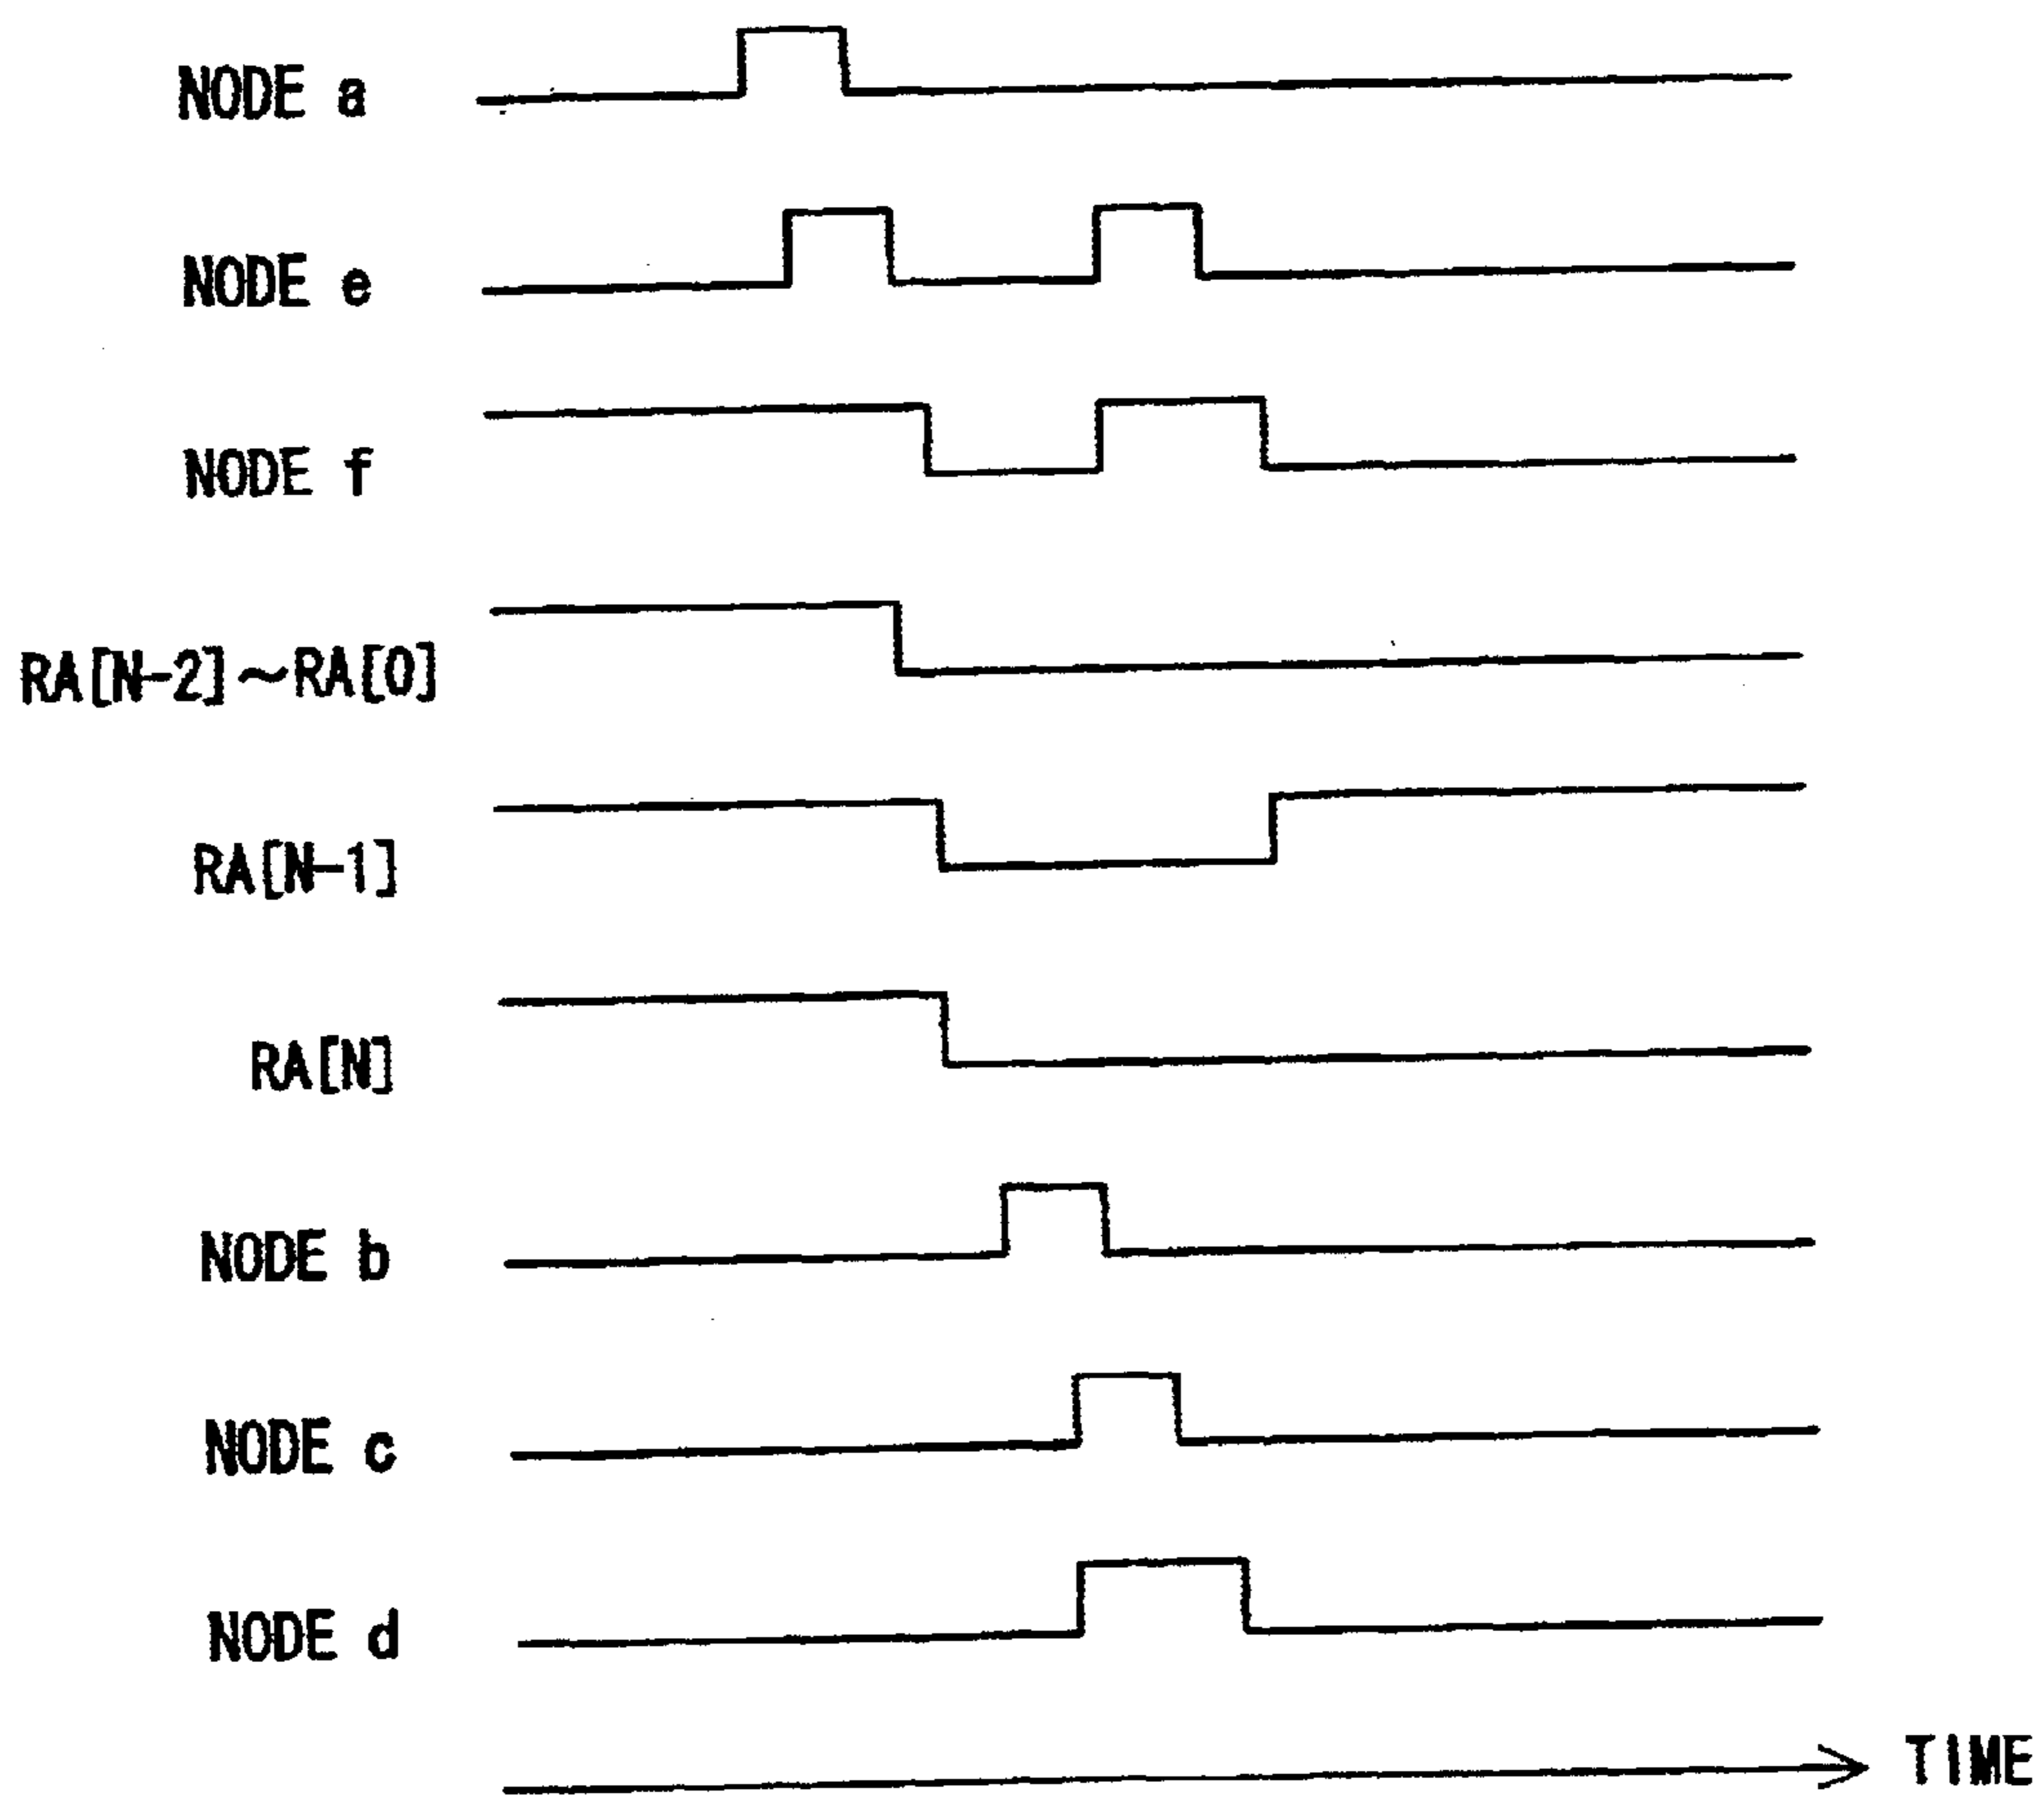 NODE a
NODE e
NODE f
RA[N-2]~RA[0]
RA[N-1]
RA[N]
NODE b
NODE c
NODE d
TIME